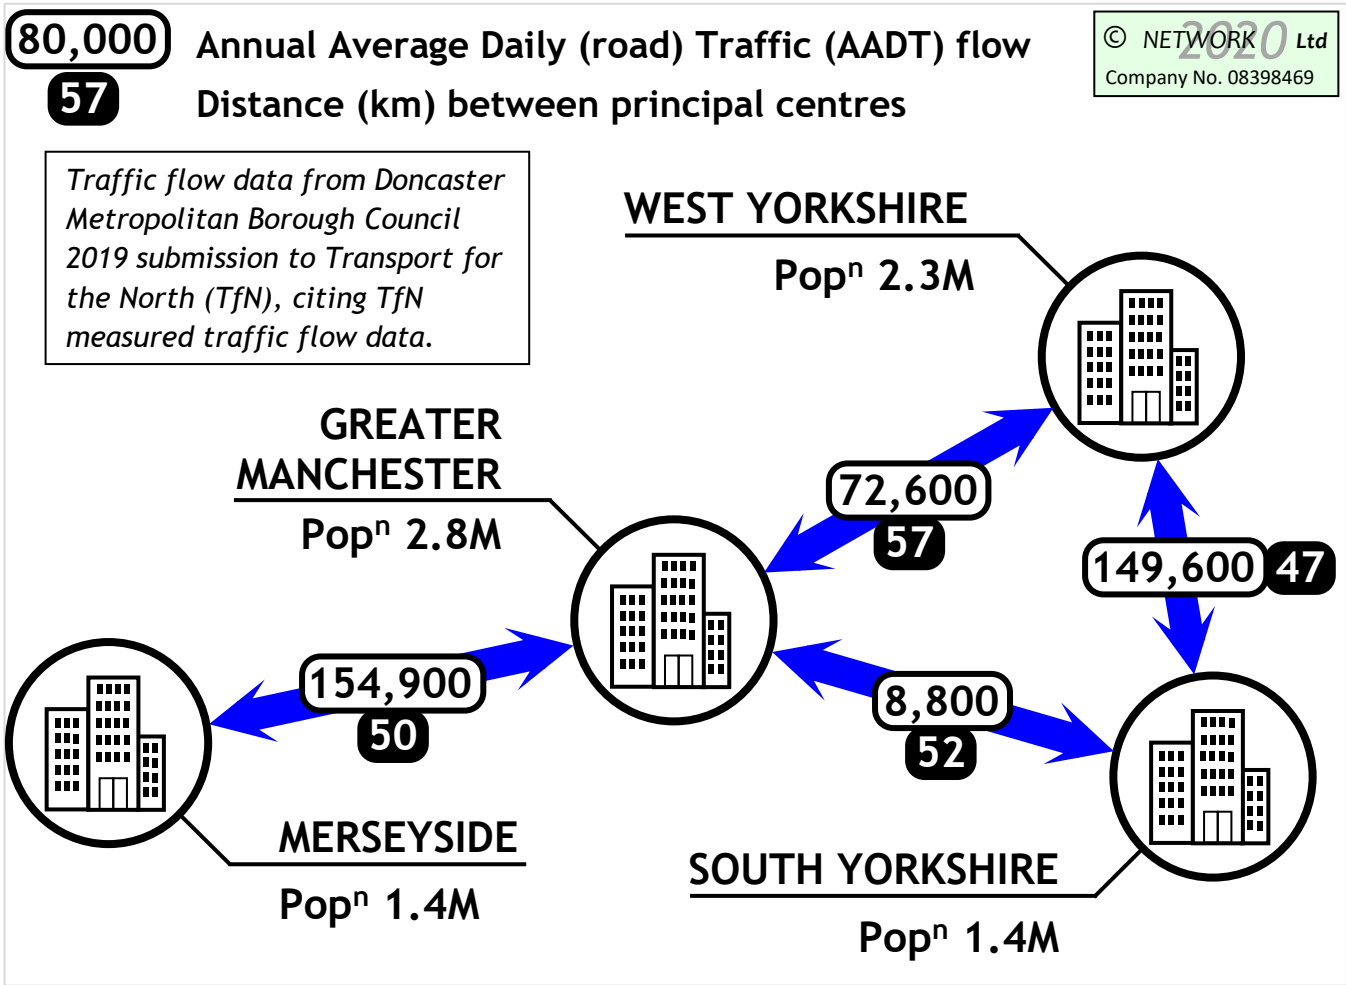 80,000 Annual Average Daily (road) Traffic (AADT) flow
57 Distance (km) between principal centres
© NETWORK 2020 Ltd
Company No. 08398469
Traffic flow data from Doncaster
Metropolitan Borough Council
2019 submission to Transport for
the North (TfN), citing TfN
measured traffic flow data.
WEST YORKSHIRE
Popⁿ 2.3M
GREATER
MANCHESTER
Popⁿ 2.8M
72,600
57
149,600 47
154,900
50
8,800
52
MERSEYSIDE
Popⁿ 1.4M
SOUTH YORKSHIRE
Popⁿ 1.4M